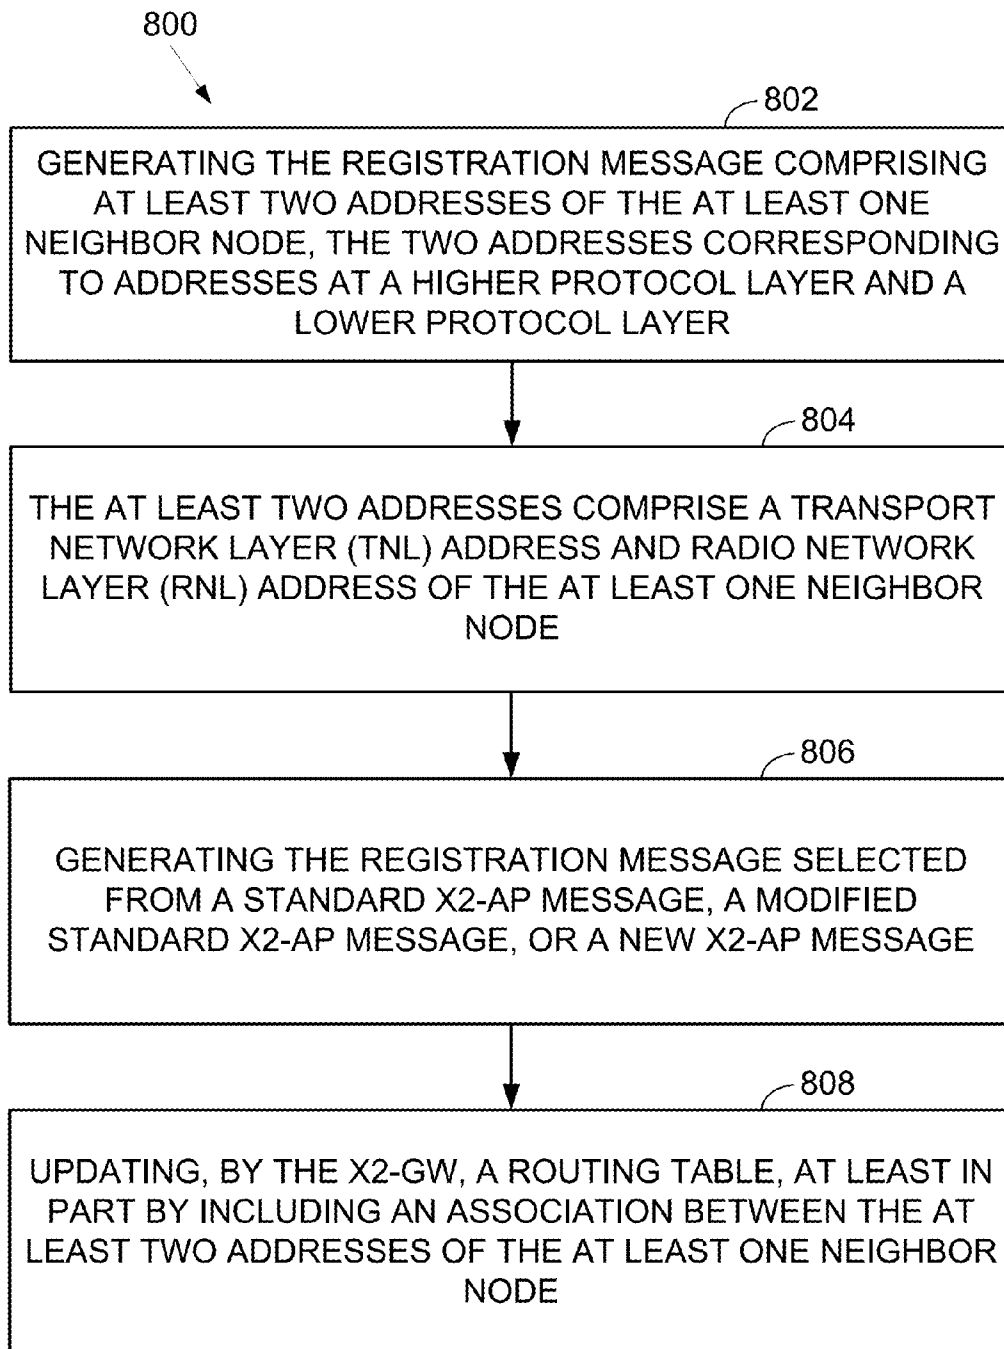 800
802
GENERATING THE REGISTRATION MESSAGE COMPRISING
AT LEAST TWO ADDRESSES OF THE AT LEAST ONE
NEIGHBOR NODE, THE TWO ADDRESSES CORRESPONDING
TO ADDRESSES AT A HIGHER PROTOCOL LAYER AND A
LOWER PROTOCOL LAYER
804
THE AT LEAST TWO ADDRESSES COMPRISE A TRANSPORT
NETWORK LAYER (TNL) ADDRESS AND RADIO NETWORK
LAYER (RNL) ADDRESS OF THE AT LEAST ONE NEIGHBOR
NODE
806
GENERATING THE REGISTRATION MESSAGE SELECTED
FROM A STANDARD X2-AP MESSAGE, A MODIFIED
STANDARD X2-AP MESSAGE, OR A NEW X2-AP MESSAGE
808
UPDATING, BY THE X2-GW, A ROUTING TABLE, AT LEAST IN
PART BY INCLUDING AN ASSOCIATION BETWEEN THE AT
LEAST TWO ADDRESSES OF THE AT LEAST ONE NEIGHBOR
NODE